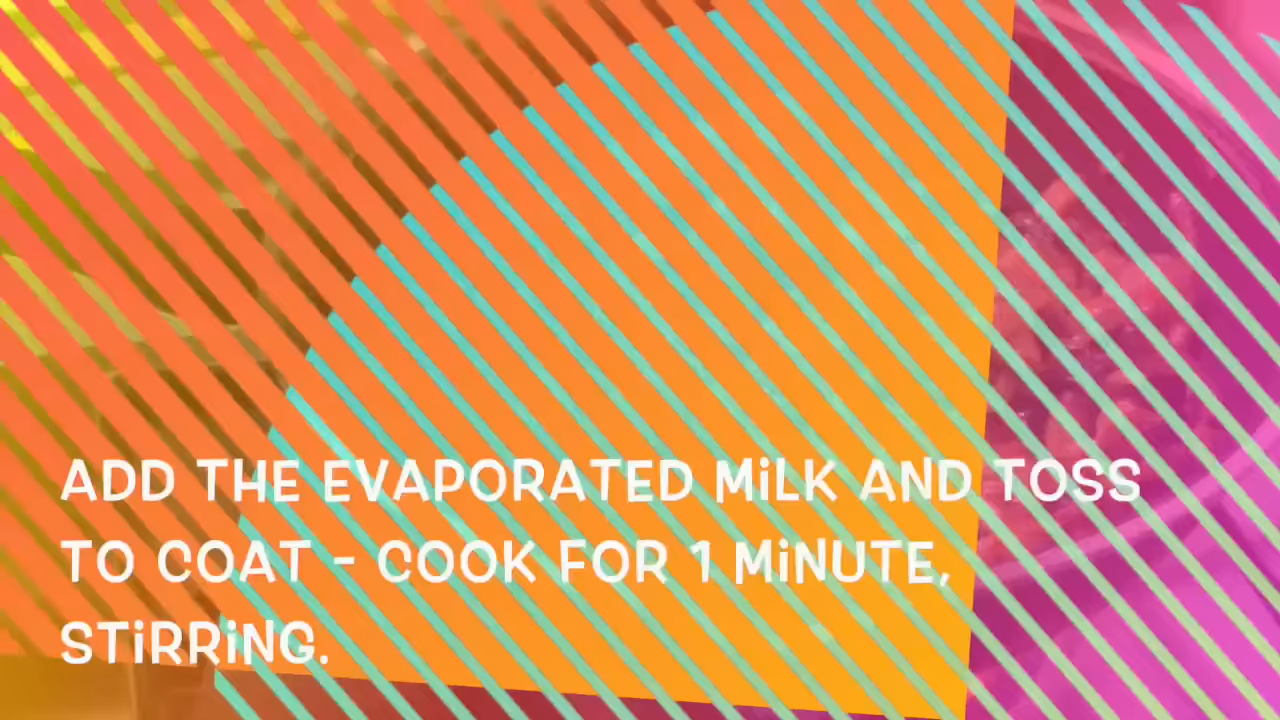 ADD THE EVAPORATED MiLK AND TOSS
TO COAT - COOK FOR 1 MiNUTE,
STiRRiNG.